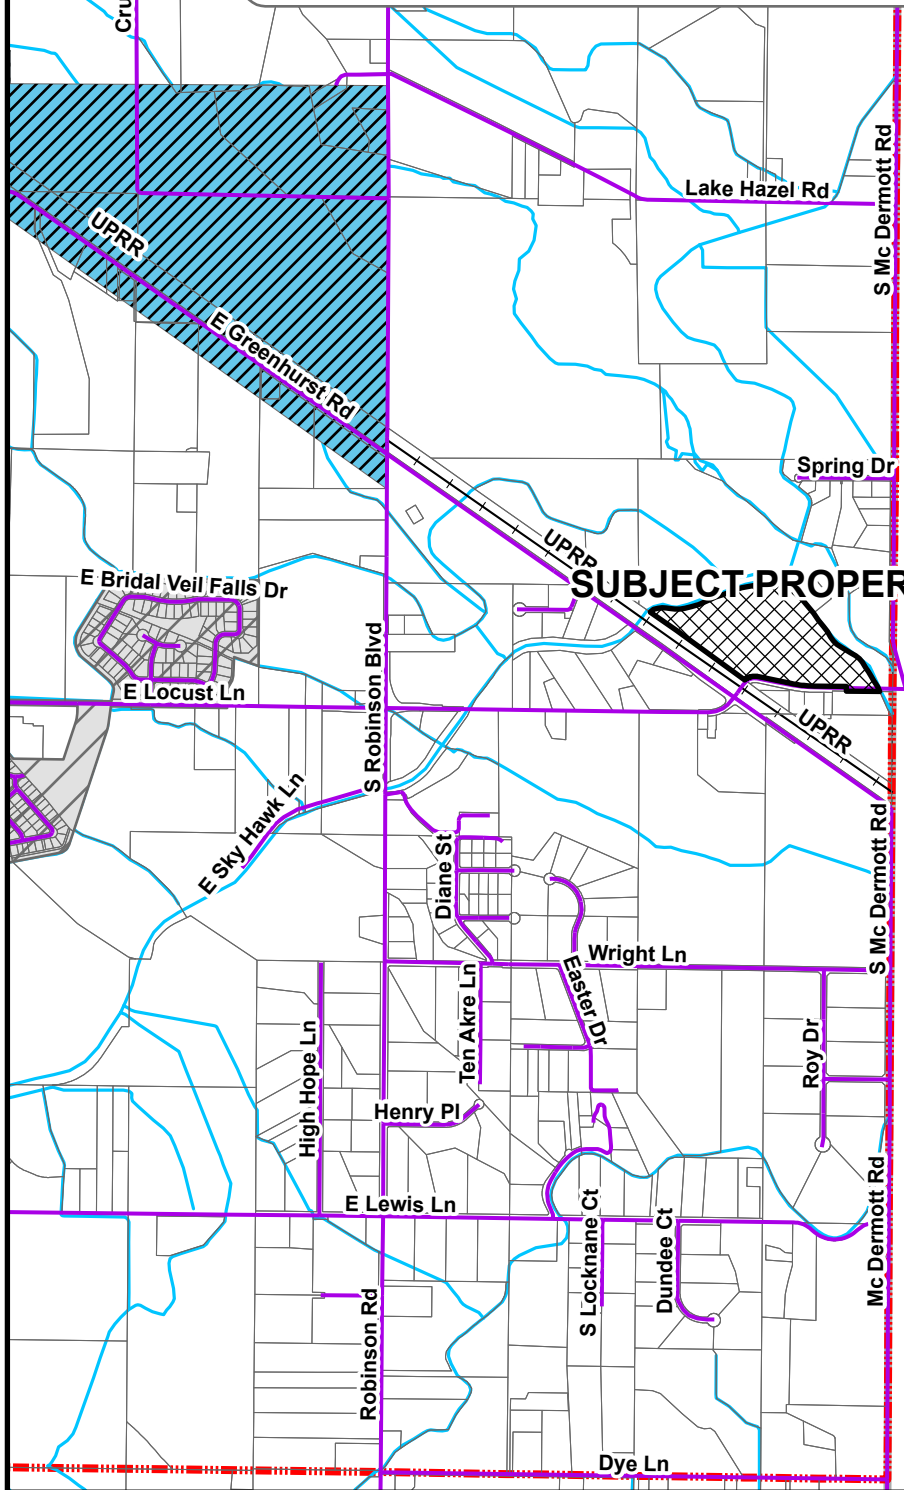 Cru
S Mc Dermott Rd
Lake Hazel Rd
UPRR
E Greenhurst Rd
Spring Dr
UPRR
SUBJECT PROPER
E Bridal Veil Falls Dr
S Robinson Blvd
E Locust Ln
UPRR
E Sky Hawk Ln
Diane St
S Mc Dermott Rd
Wright Ln
Ten Akre Ln
Easter Dr
High Hope Ln
Roy Dr
Henry Pl
E Lewis Ln
S Locknane Ct
Dundee Ct
Mc Dermott Rd
Robinson Rd
Dye Ln